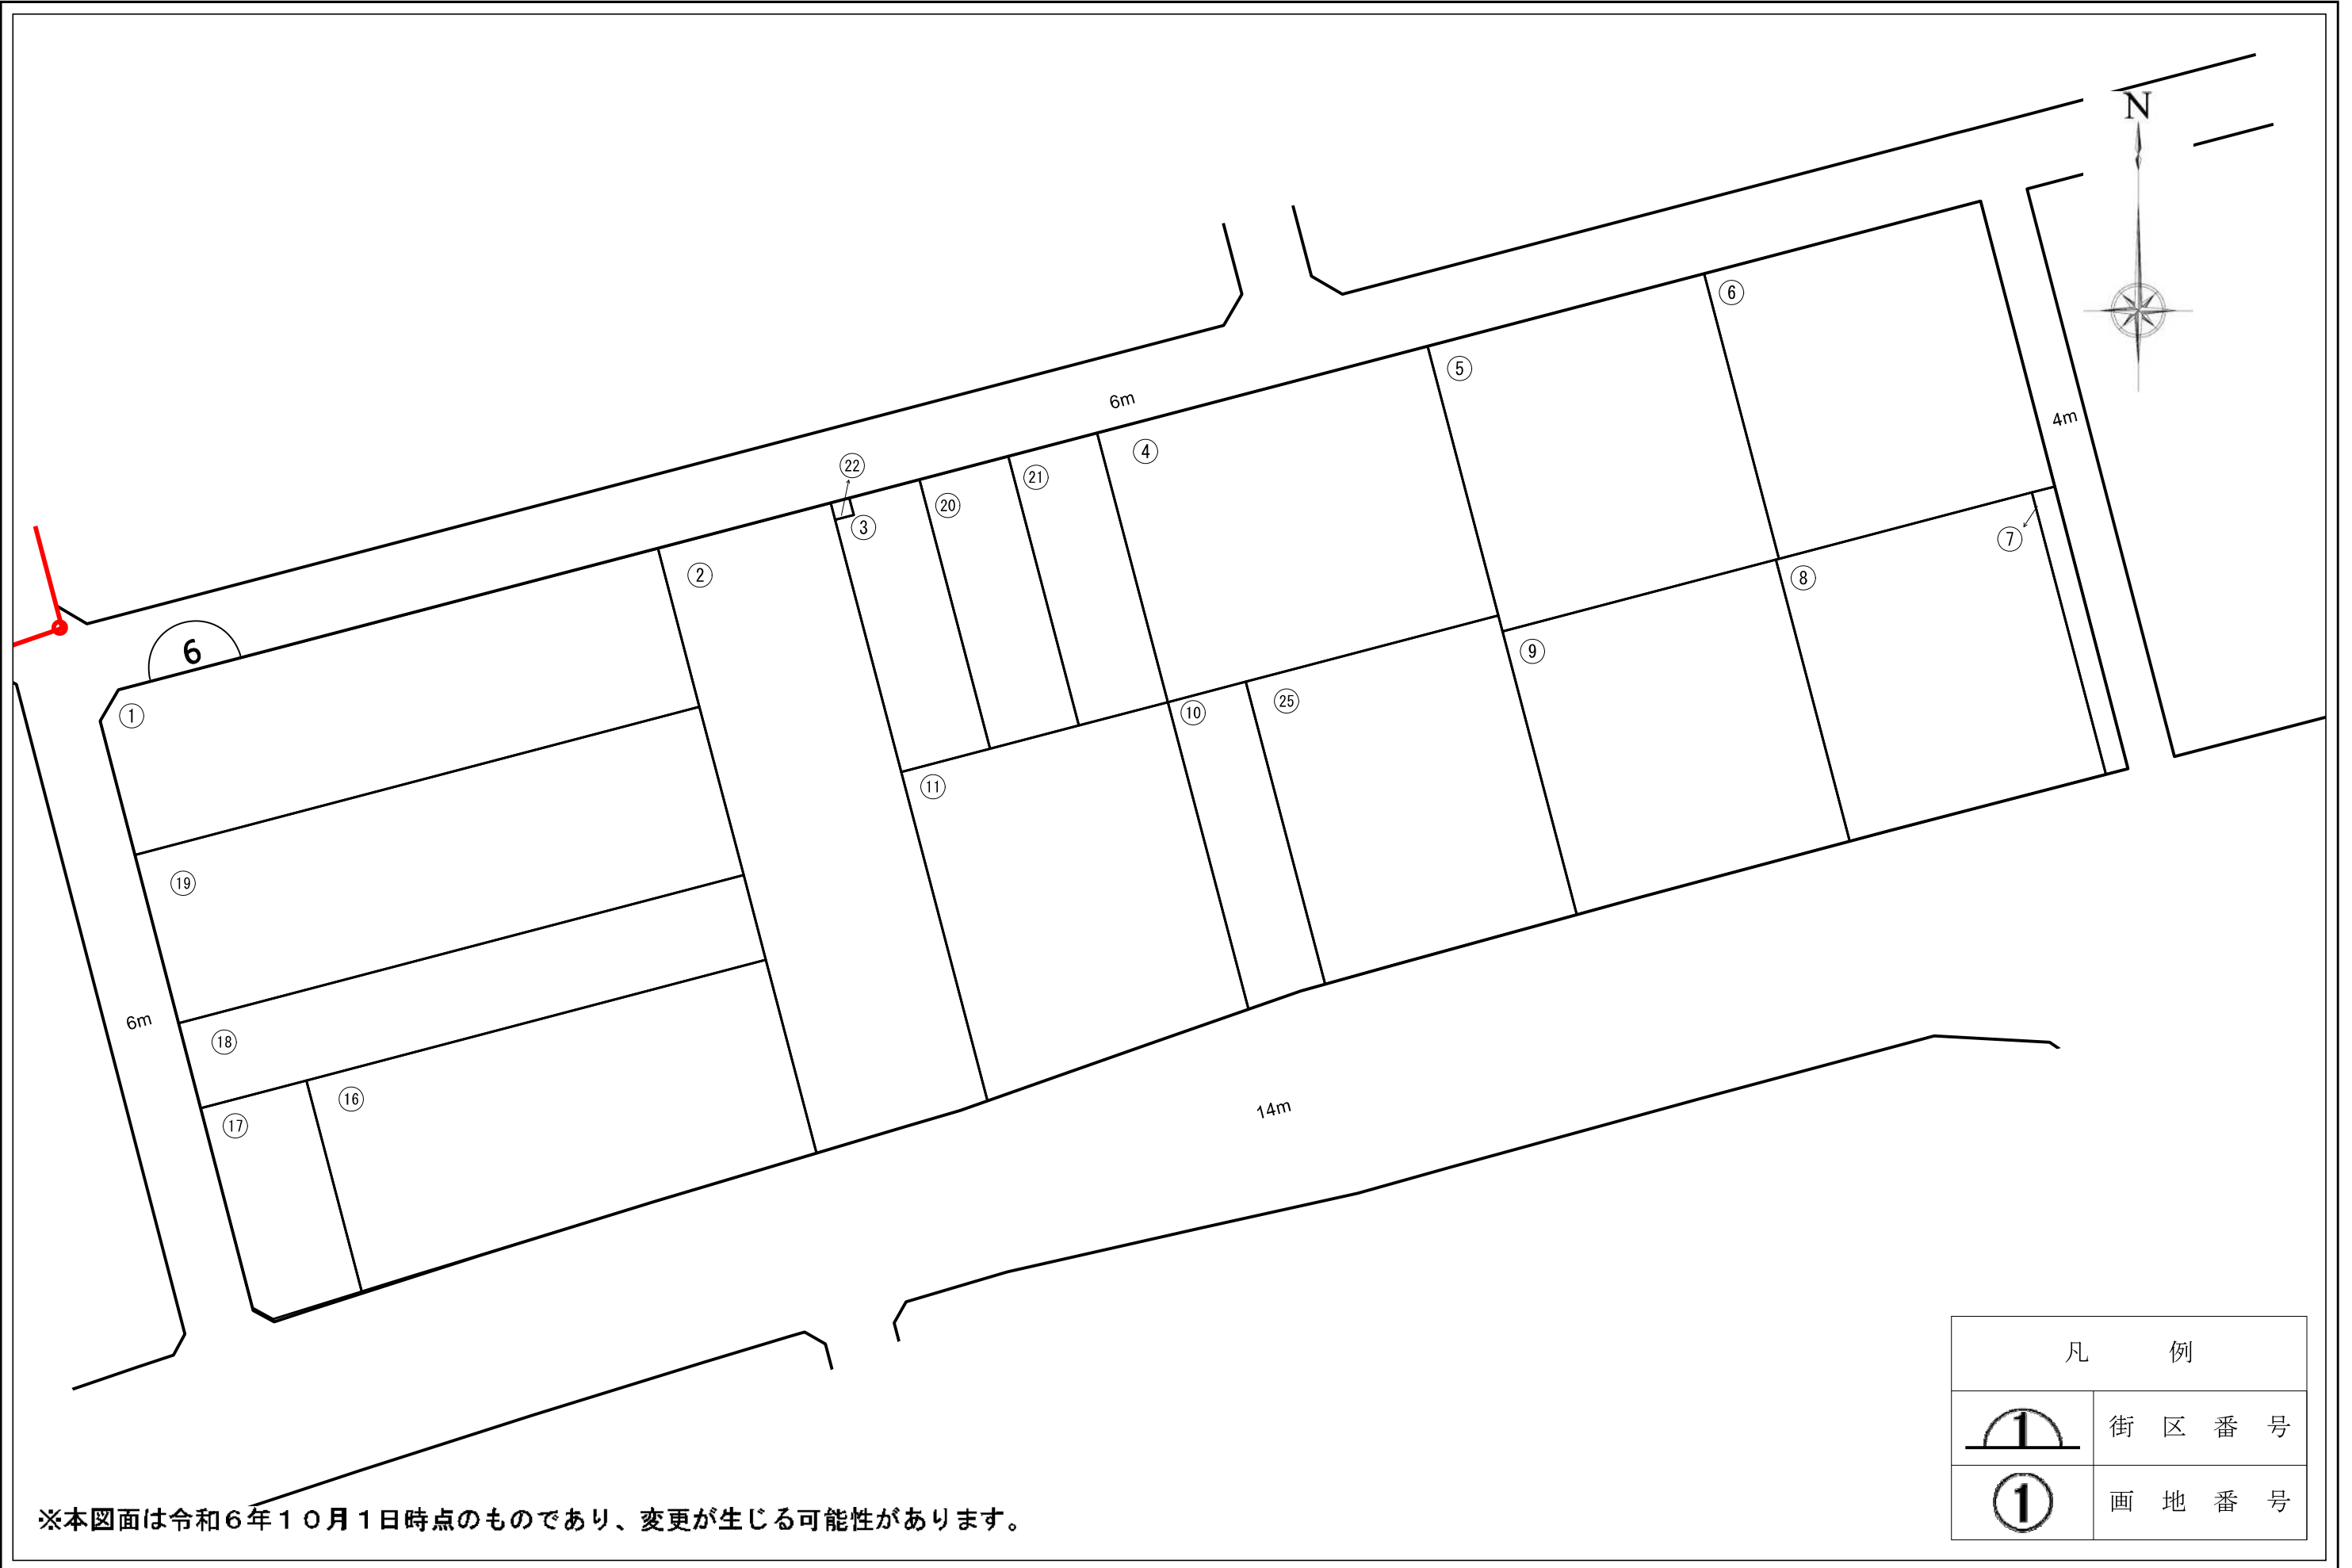 N
6m
4m
6
①
②
㉒
③
⑳
㉑
④
⑤
⑥
⑦
⑧
⑨
⑩
㉕
⑪
⑲
⑱
⑰
⑯
6m
14m
凡 例
1 街区番号
① 画地番号
※本図面は令和6年10月1日時点のものであり、変更が生じる可能性があります。